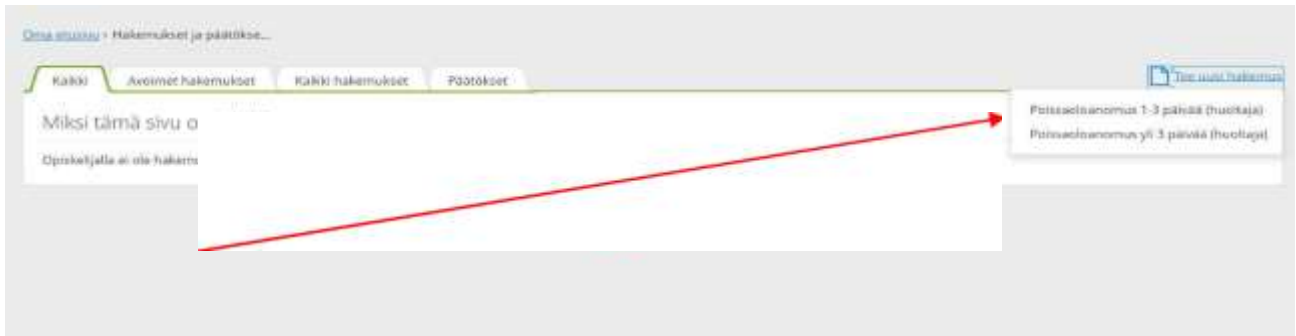 Oma etusivu › Hakemukset ja päätökse...
Kaikki
Avoimet hakemukset
Kaikki hakemukset
Päätökset
Tee uusi hakemus
Poissaoloanomus 1-3 päivää (huoltaja)
Poissaoloanomus yli 3 päivää (huoltaja)
Miksi tämä sivu o
Opiskelijalla ei ole hakemu